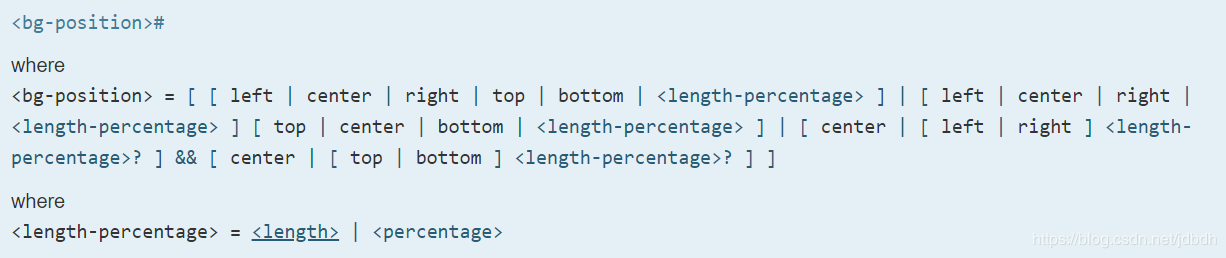 <bg-position>#
where
<bg-position> = [ [ left | center | right | top | bottom | <length-percentage> ] | [ left | center | right |
<length-percentage> ] [ top | center | bottom | <length-percentage> ] | [ center | [ left | right ] <length-
percentage>? ] && [ center | [ top | bottom ] <length-percentage>? ] ]
where
<length-percentage> = <length> | <percentage>
https://blog.csdn.net/jdbdh